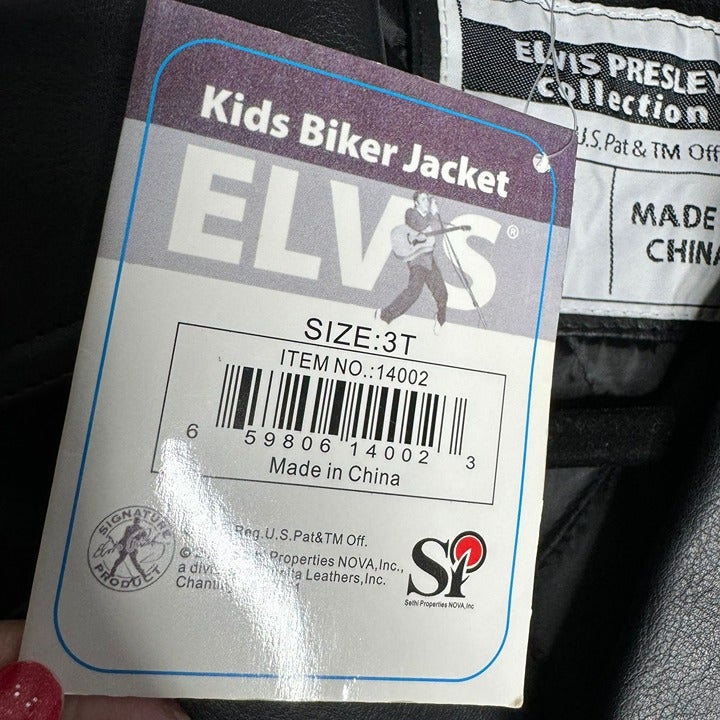 Kids Biker Jacket
ELVIS®
SIZE:3T
ITEM NO.:14002
6 59806 14002 3
Made in China
SIGNATURE
PRODUCT
Reg.U.S.Pat&TM Off.
Properties NOVA,Inc.,
a Leathers,Inc.
Si
Sethi Properties NOVA,Inc
ELVIS PRESLEY
Collection
U.S.Pat & TM Off
MADE
CHINA